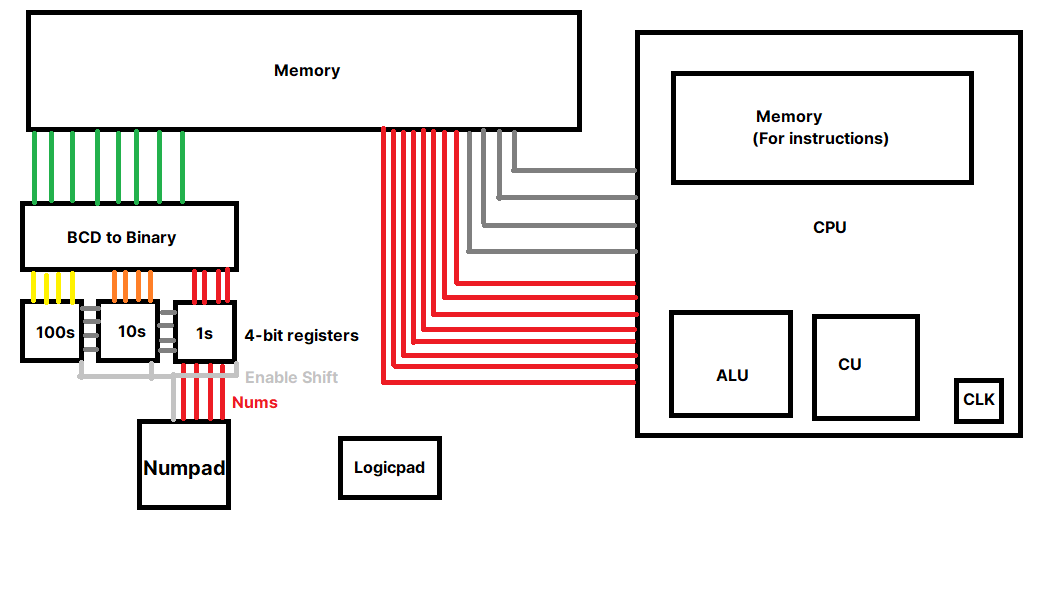 Memory
Memory
(For instructions)
CPU
BCD to Binary
100s
10s
1s
4-bit registers
Enable Shift
Nums
ALU
CU
CLK
Numpad
Logicpad